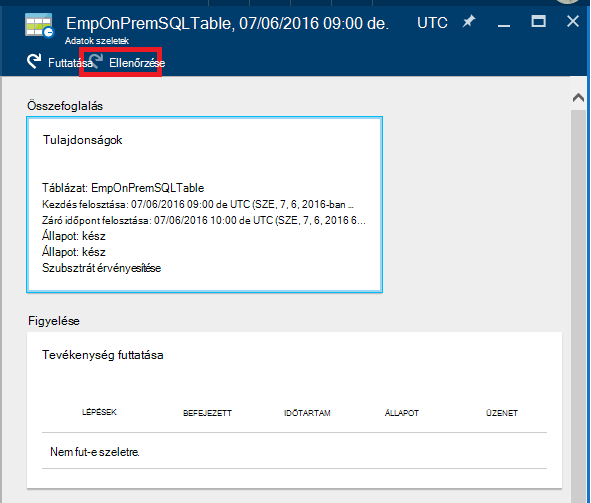 EmpOnPremSQLTable, 07/06/2016 09:00 de. UTC
Adatok szeletek
Futtatása Ellenőrzése
Összefoglalás
Tulajdonságok
Táblázat: EmpOnPremSQLTable
Kezdés felosztása: 07/06/2016 09:00 de UTC (SZE, 7, 6, 2016-ban ..
Záró időpont felosztása: 07/06/2016 10:00 de UTC (SZE, 7, 6, 2016 6...
Állapot: kész
Állapot: kész
Szubsztrát érvényesítése
Figyelése
Tevékenység futtatása
LÉPÉSEK BEFEJEZETT IDŐTARTAM ÁLLAPOT ÜZENET
Nem fut-e szeletre.